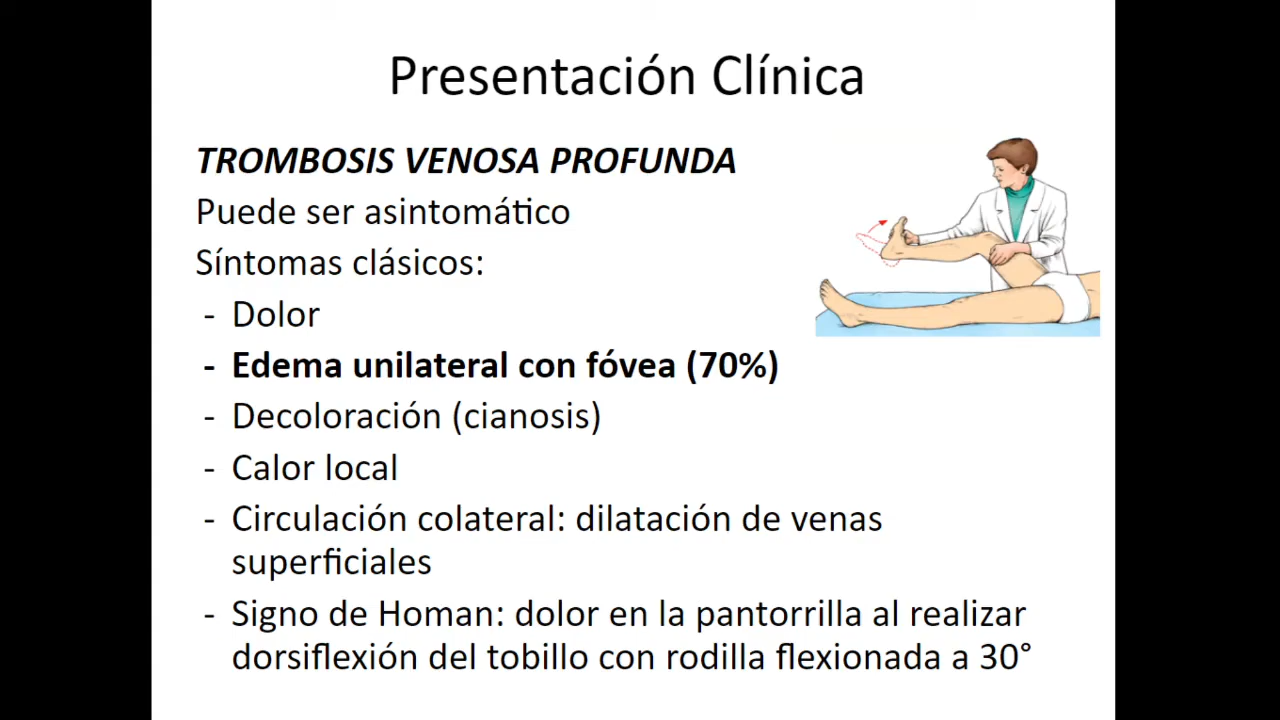 Presentación Clínica
TROMBOSIS VENOSA PROFUNDA
Puede ser asintomático
Síntomas clásicos:
- Dolor
- Edema unilateral con fóvea (70%)
- Decoloración (cianosis)
- Calor local
- Circulación colateral: dilatación de venas
superficiales
- Signo de Homan: dolor en la pantorrilla al realizar
dorsiflexión del tobillo con rodilla flexionada a 30°